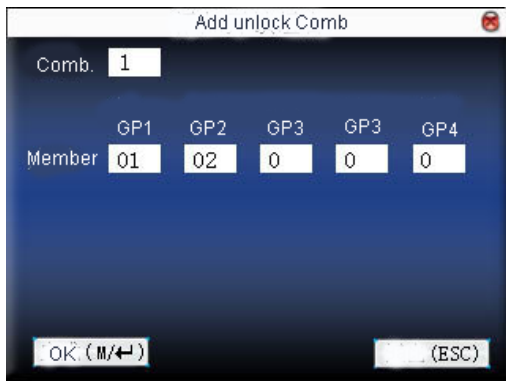 Add unlock Comb
Comb. 1
GP1 GP2 GP3 GP3 GP4
Member 01 02 0 0 0
OK (M/↵) (ESC)